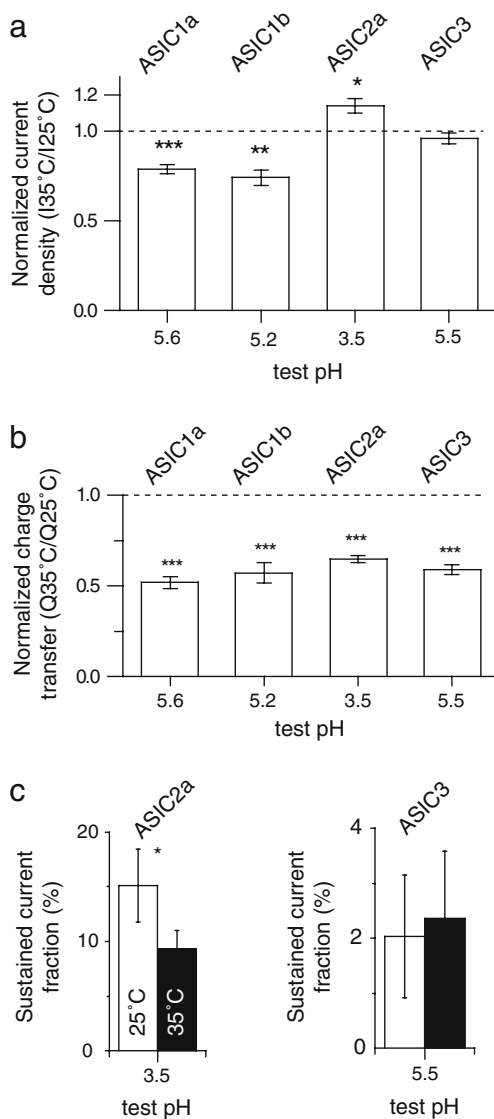 a
ASIC1a
ASIC1b
ASIC2a
ASIC3
Normalized current
density (I35˚C/I25˚C)
1.2
1.0
0.5
0.0
***
**
*
5.6
5.2
3.5
5.5
test pH
b
ASIC1a
ASIC1b
ASIC2a
ASIC3
Normalized charge
transfer (Q35˚C/Q25˚C)
1.0
0.5
0.0
***
***
***
***
5.6
5.2
3.5
5.5
test pH
c
ASIC2a
Sustained current
fraction (%)
20
10
0
*
25˚C
35˚C
3.5
test pH
ASIC3
Sustained current
fraction (%)
4
2
0
5.5
test pH